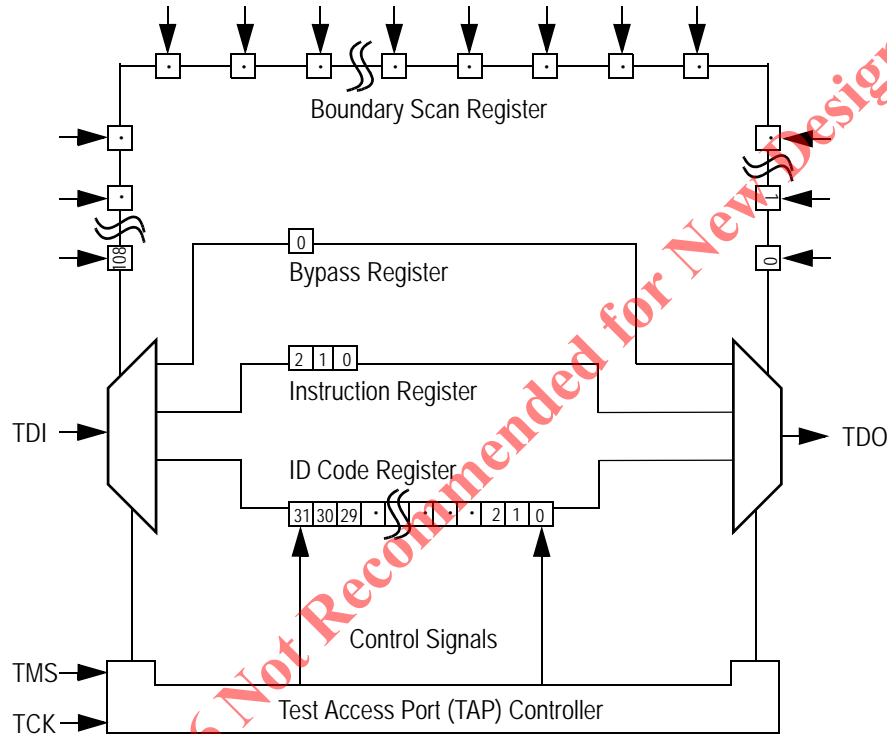 Boundary Scan Register
1
108
0
0
Bypass Register
2 1 0
Instruction Register
TDI
TDO
ID Code Register
31 30 29 · · · · · 2 1 0
Control Signals
TMS
Test Access Port (TAP) Controller
TCK
Not Recommended for New Design